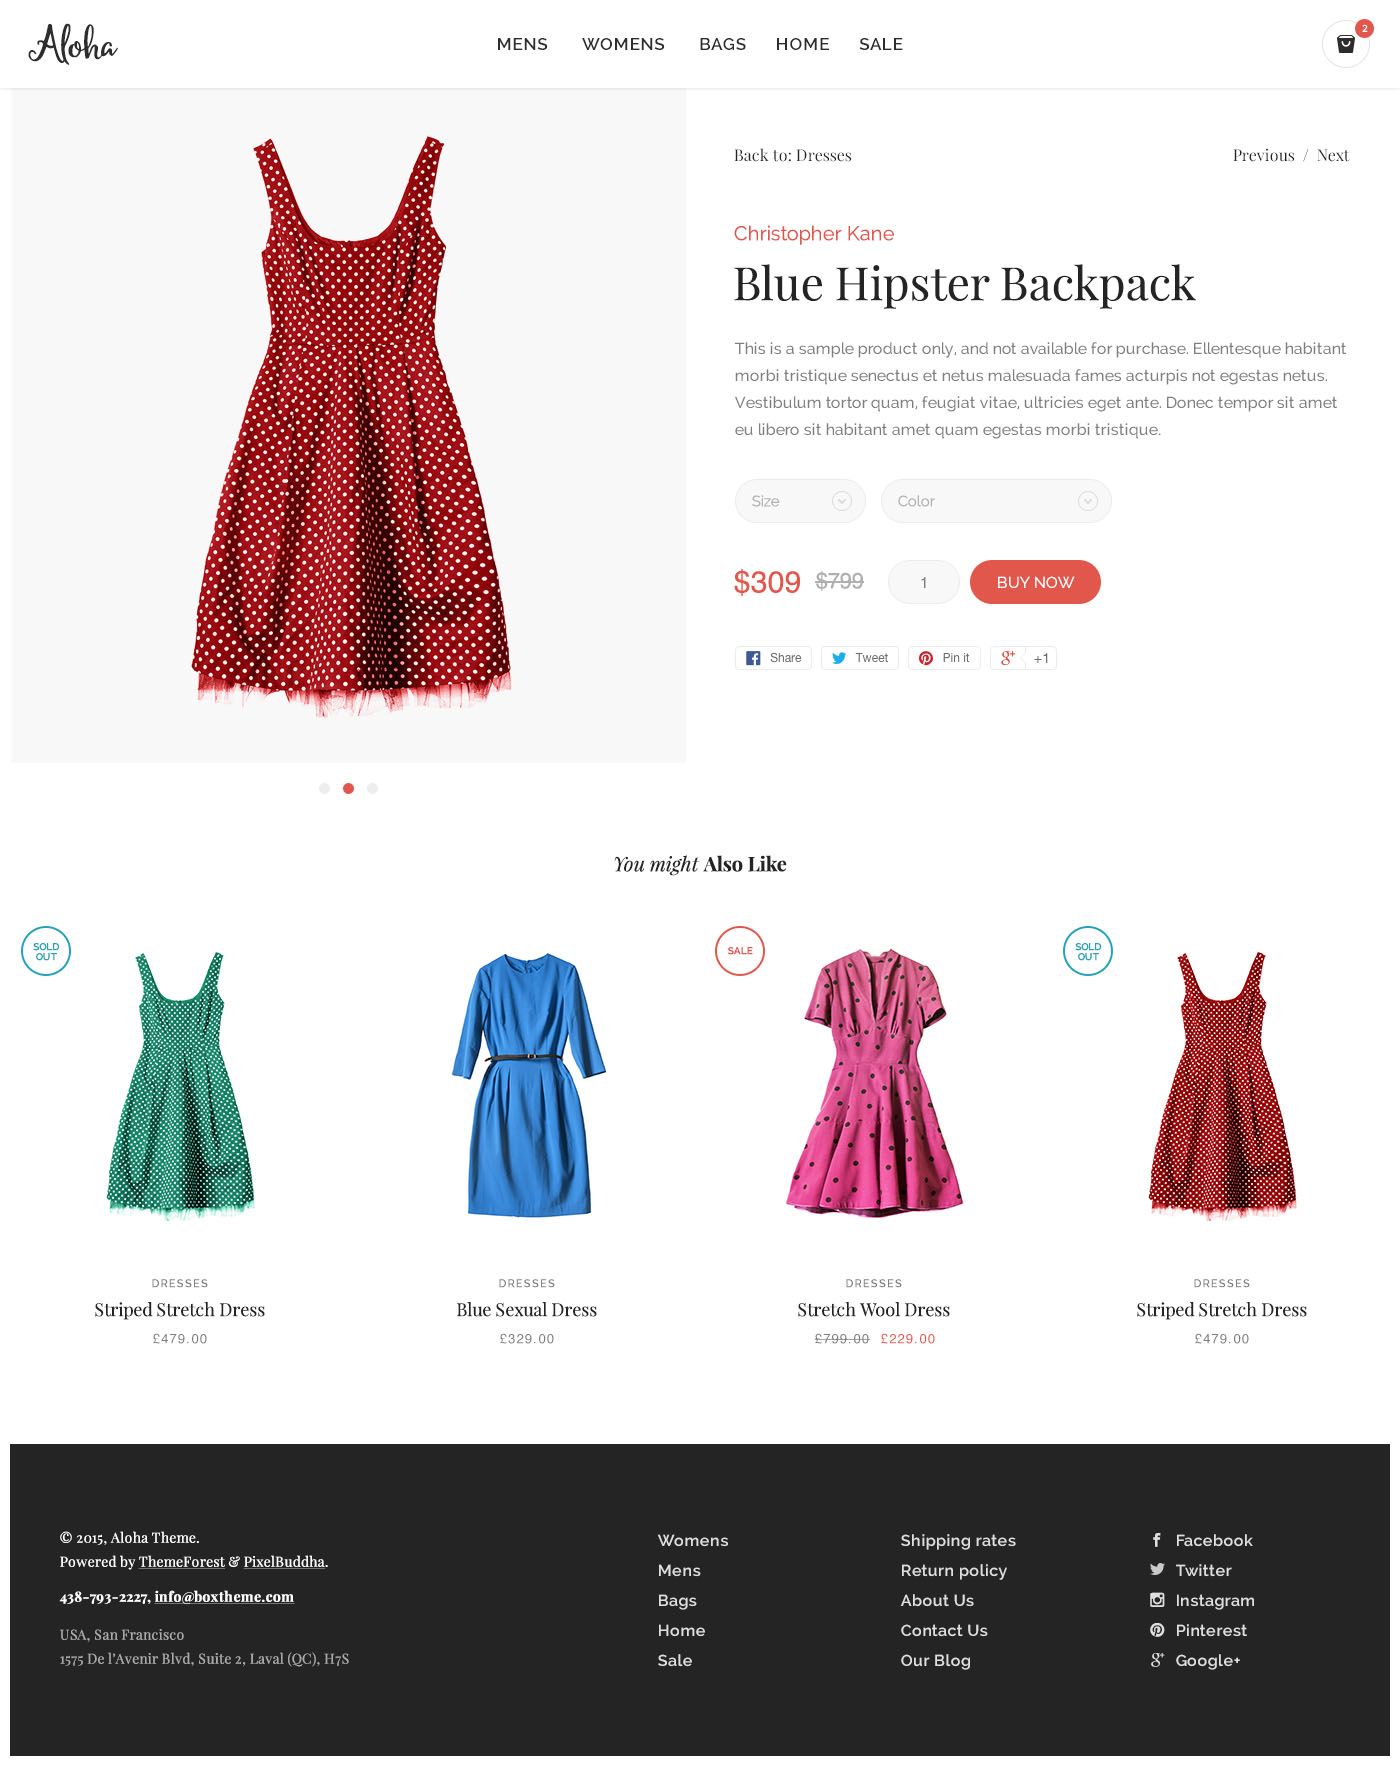 Aloha
MENS WOMENS BAGS HOME SALE
2
Back to: Dresses
Previous / Next
Christopher Kane
Blue Hipster Backpack
This is a sample product only, and not available for purchase. Ellentesque habitant
morbi tristique senectus et netus malesuada fames acturpis not egestas netus.
Vestibulum tortor quam, feugiat vitae, ultricies eget ante. Donec tempor sit amet
eu libero sit habitant amet quam egestas morbi tristique.
Size
Color
$309 $799 1 BUY NOW
Share Tweet Pin it +1
You might Also Like
SOLD
OUT
SALE
SOLD
OUT
DRESSES
Striped Stretch Dress
£479.00
DRESSES
Blue Sexual Dress
£329.00
DRESSES
Stretch Wool Dress
£799.00 £229.00
DRESSES
Striped Stretch Dress
£479.00
© 2015, Aloha Theme.
Powered by ThemeForest & PixelBuddha.
438-793-2227, info@boxtheme.com
USA, San Francisco
1575 De l'Avenir Blvd, Suite 2, Laval (QC), H7S
Womens
Mens
Bags
Home
Sale
Shipping rates
Return policy
About Us
Contact Us
Our Blog
Facebook
Twitter
Instagram
Pinterest
Google+